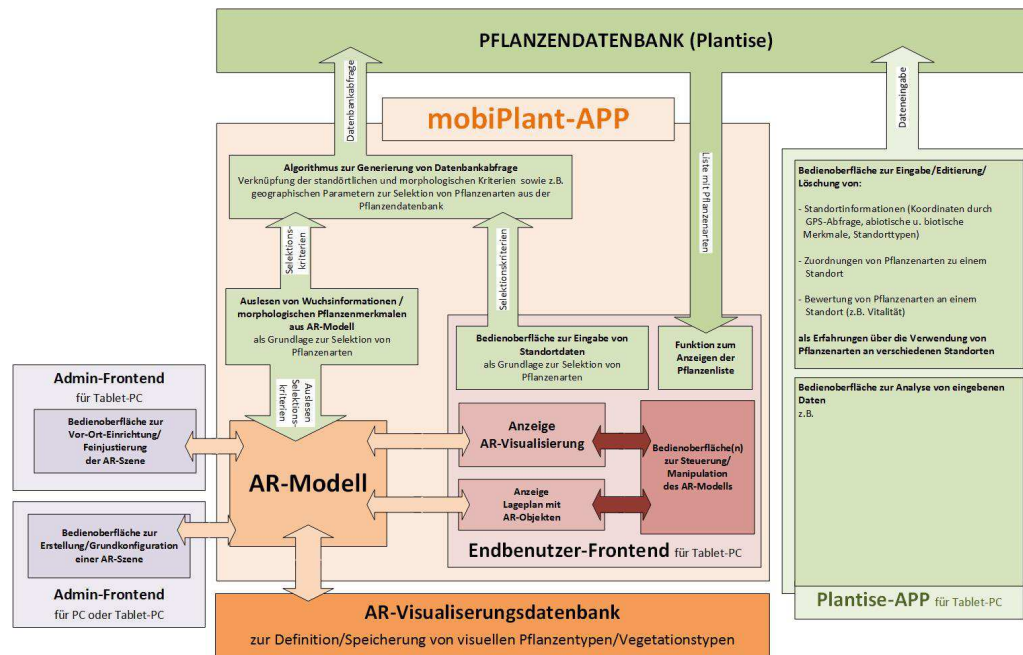 PFLANZENDATENBANK (Plantise)
Datenbankabfrage
Liste mit Pflanzenarten
Dateneingabe
mobiPlant-APP
Algorithmus zur Generierung von Datenbankabfrage
Verknüpfung der standörtlichen und morphologischen Kriterien sowie z.B.
geographischen Parametern zur Selektion von Pflanzenarten aus der
Pflanzendatenbank
Selektions-
kriterien
Selektionskriterien
Auslesen von Wuchsinformationen /
morphologischen Pflanzenmerkmalen
aus AR-Modell
als Grundlage zur Selektion von
Pflanzenarten
Bedienoberfläche zur Eingabe von
Standortdaten
als Grundlage zur Selektion von
Pflanzenarten
Funktion zum
Anzeigen der
Pflanzenliste
Auslesen
Selektions-
kriterien
Admin-Frontend
für Tablet-PC
Bedienoberfläche zur
Vor-Ort-Einrichtung/
Feinjustierung
der AR-Szene
AR-Modell
Anzeige
AR-Visualisierung
Anzeige
Lageplan mit
AR-Objekten
Bedienoberfläche(n)
zur Steuerung/
Manipulation
des AR-Modells
Endbenutzer-Frontend für Tablet-PC
Bedienoberfläche zur
Erstellung/Grundkonfiguration
einer AR-Szene
Admin-Frontend
für PC oder Tablet-PC
AR-Visualiserungsdatenbank
zur Definition/Speicherung von visuellen Pflanzentypen/Vegetationstypen
Bedienoberfläche zur Eingabe/Editierung/
Löschung von:
- Standortinformationen (Koordinaten durch
GPS-Abfrage, abiotische u. biotische
Merkmale, Standorttypen)
- Zuordnungen von Pflanzenarten zu einem
Standort
- Bewertung von Pflanzenarten an einem
Standort (z.B. Vitalität)
als Erfahrungen über die Verwendung von
Pflanzenarten an verschiedenen Standorten
Bedienoberfläche zur Analyse von eingebenen
Daten
z.B.
Plantise-APP für Tablet-PC